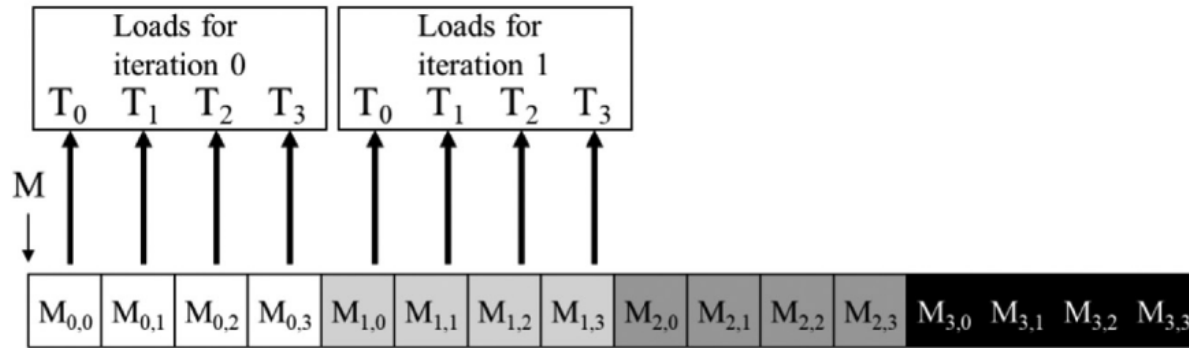 Loads for
iteration 0
T₀ T₁ T₂ T₃
Loads for
iteration 1
T₀ T₁ T₂ T₃
M
M₀,₀ M₀,₁ M₀,₂ M₀,₃ M₁,₀ M₁,₁ M₁,₂ M₁,₃ M₂,₀ M₂,₁ M₂,₂ M₂,₃ M₃,₀ M₃,₁ M₃,₂ M₃,₃